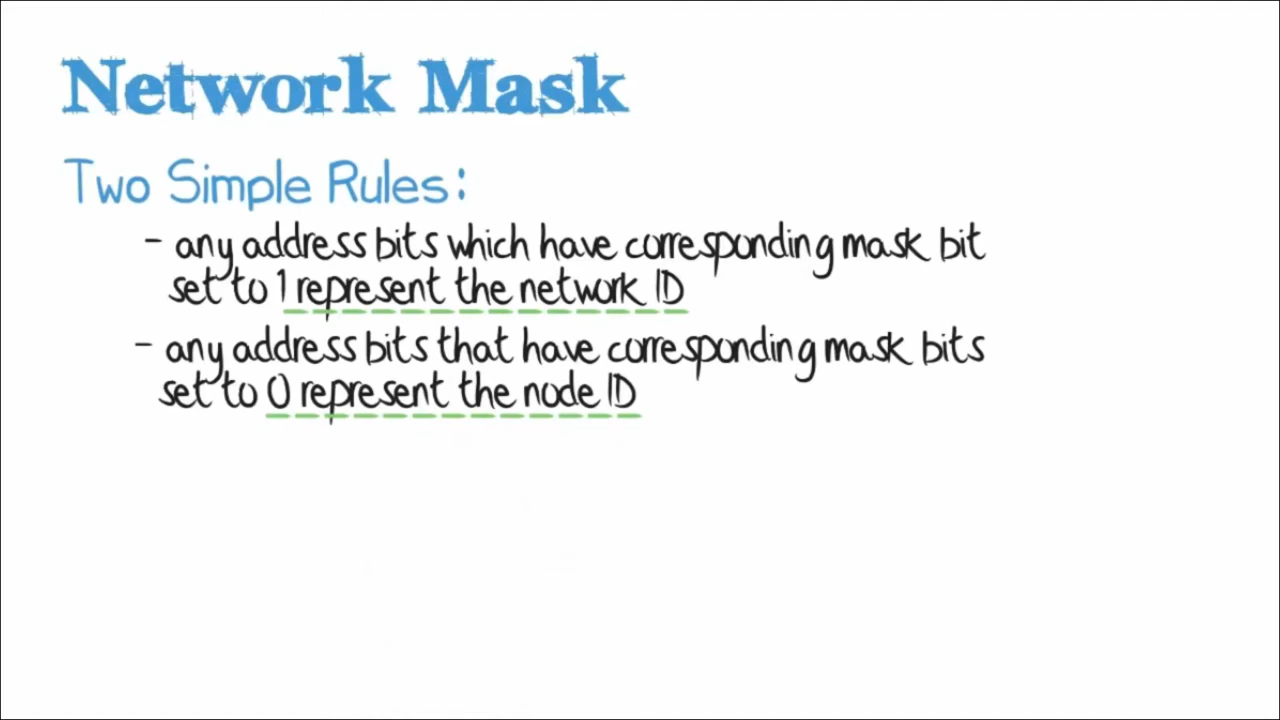 Network Mask
Two Simple Rules:
- any address bits which have corresponding mask bit
set to 1 represent the network ID
- any address bits that have corresponding mask bits
set to 0 represent the node ID